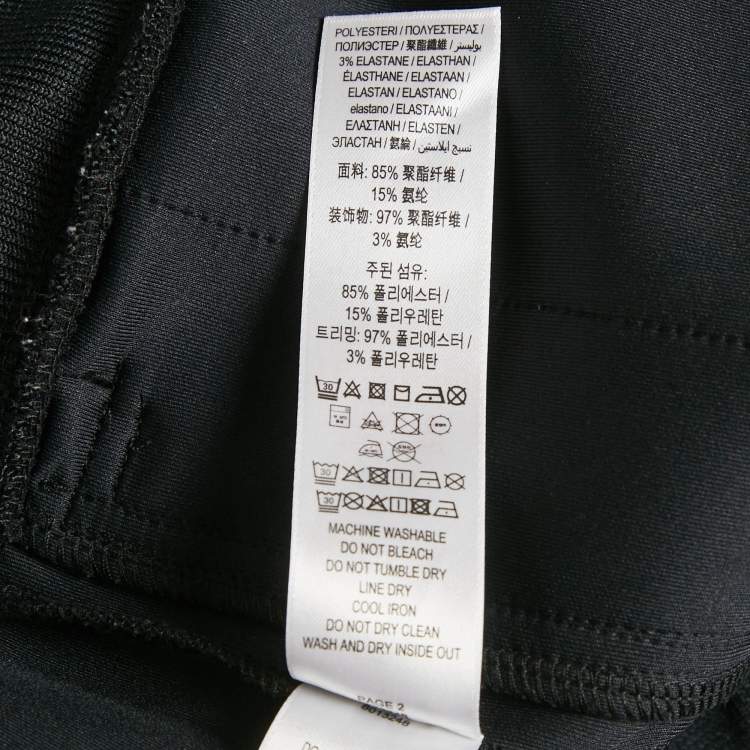 POLYESTERI / ΠΟΛΥΕΣΤΕΡΑΣ /
ПОЛИЭСТЕР / 聚酯纖維 / بوليستر /
3% ELASTANE / ELASTHAN /
ÉLASTHANE / ELASTAAN /
ELASTAN / ELASTANO /
elastano / ELASTAANI /
ΕΛΑΣΤΑΝΗ / ELASTEN /
ЭЛАСТАН / 氨綸 / نسيج ايلاستين
面料: 85% 聚酯纤维 /
15% 氨纶
装饰物: 97% 聚酯纤维 /
3% 氨纶
주된 섬유:
85% 폴리에스터 /
15% 폴리우레탄
트리밍: 97% 폴리에스터 /
3% 폴리우레탄
30
30
30
MACHINE WASHABLE
DO NOT BLEACH
DO NOT TUMBLE DRY
LINE DRY
COOL IRON
DO NOT DRY CLEAN
WASH AND DRY INSIDE OUT
PAGE 2